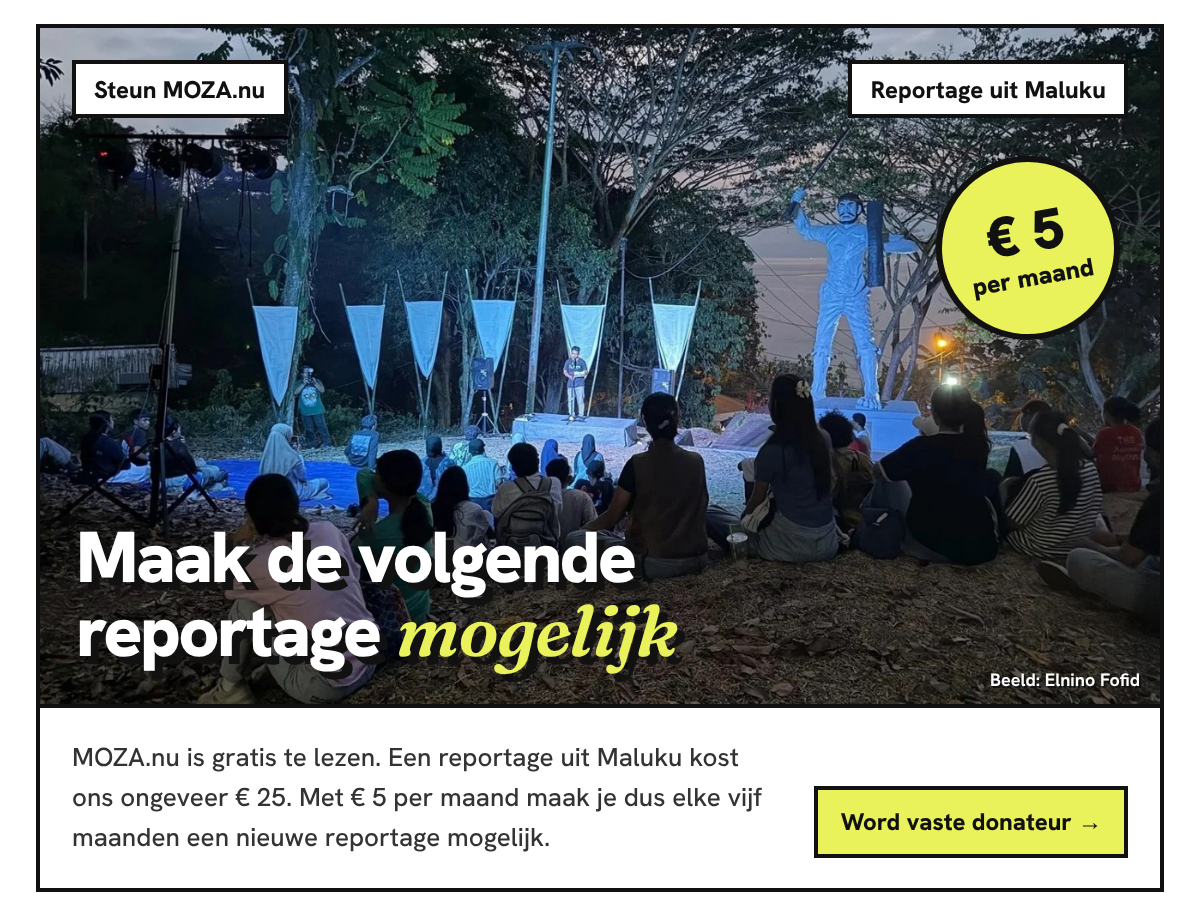 Steun MOZA.nu
Reportage uit Maluku
€ 5
per maand
Maak de volgende
reportage mogelijk
Beeld: Elnino Fofid
MOZA.nu is gratis te lezen. Een reportage uit Maluku kost
ons ongeveer € 25. Met € 5 per maand maak je dus elke vijf
maanden een nieuwe reportage mogelijk.
Word vaste donateur →